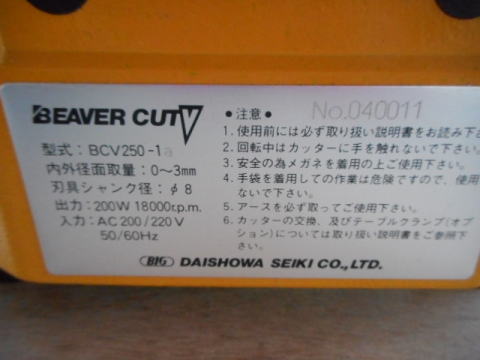 BEAVER CUT V
型式：BCV250-1a
内外径面取量：0～3mm
刃具シャンク径：φ8
出力：200W 18000r.p.m.
入力：AC 200/220V
50/60Hz
●注意● No.040011
1. 使用前には必ず取り扱い説明書をお読み下
2. 回転中はカッターに手を触れないで下さい。
3. 安全の為メガネを着用の上ご使用下さい。
4. 手袋を着用しての作業は危険ですので、使用
ないで下さい。
5. アースを必ず取ってご使用下さい。
6. カッターの交換、及びテーブルクランプ(オプ
ション)については取り扱い説明書をご参照下
さい。
BIG DAISHOWA SEIKI CO.,LTD.